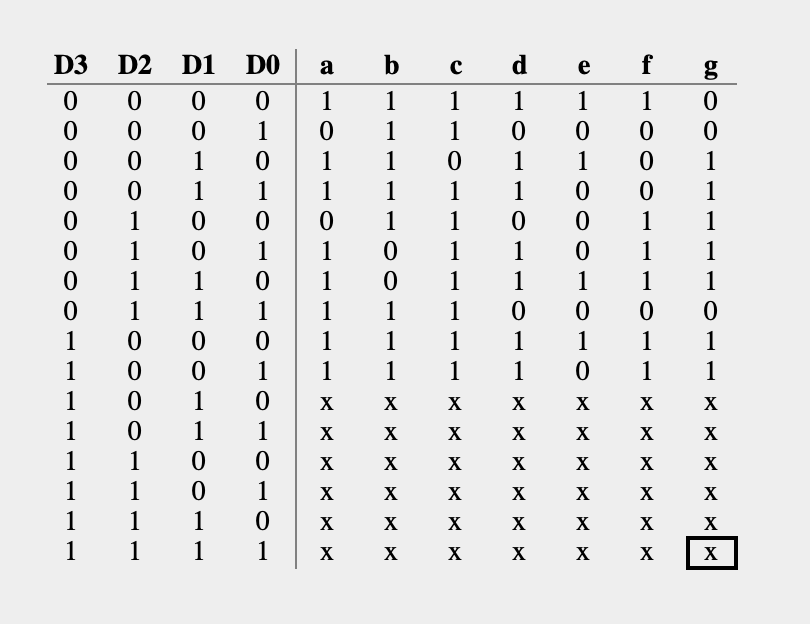 D3 D2 D1 D0 a b c d e f g
0 0 0 0 1 1 1 1 1 1 0
0 0 0 1 0 1 1 0 0 0 0
0 0 1 0 1 1 0 1 1 0 1
0 0 1 1 1 1 1 1 0 0 1
0 1 0 0 0 1 1 0 0 1 1
0 1 0 1 1 0 1 1 0 1 1
0 1 1 0 1 0 1 1 1 1 1
0 1 1 1 1 1 1 0 0 0 0
1 0 0 0 1 1 1 1 1 1 1
1 0 0 1 1 1 1 1 0 1 1
1 0 1 0 x x x x x x x
1 0 1 1 x x x x x x x
1 1 0 0 x x x x x x x
1 1 0 1 x x x x x x x
1 1 1 0 x x x x x x x
1 1 1 1 x x x x x x x